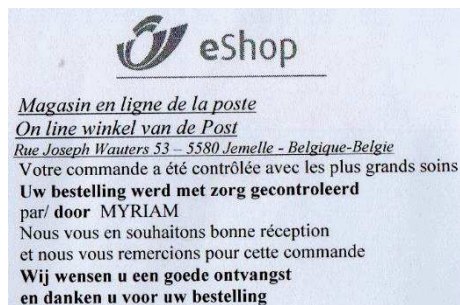 eShop
Magasin en ligne de la poste
On line winkel van de Post
Rue Joseph Wauters 53 – 5580 Jemelle - Belgique-Belgie
Votre commande a été contrôlée avec les plus grands soins
Uw bestelling werd met zorg gecontroleerd
par/ door MYRIAM
Nous vous en souhaitons bonne réception
et nous vous remercions pour cette commande
Wij wensen u een goede ontvangst
en danken u voor uw bestelling